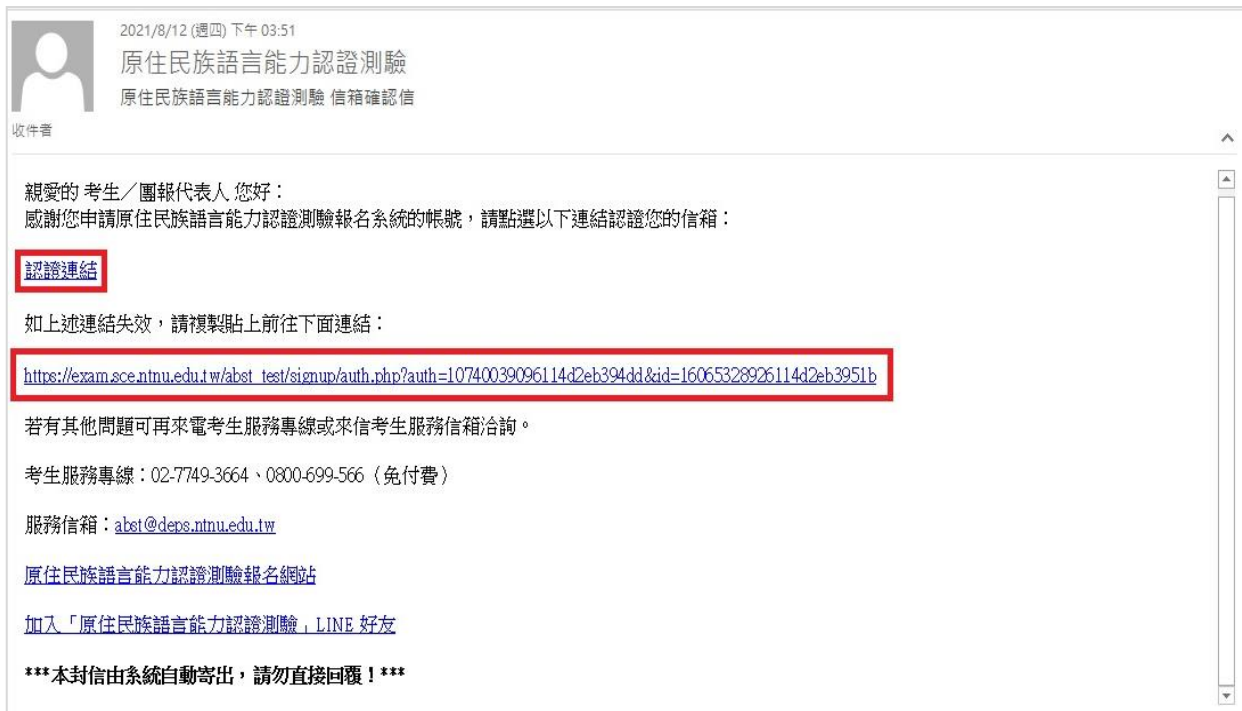 2021/8/12 (週四) 下午 03:51
原住民族語言能力認證測驗
原住民族語言能力認證測驗 信箱確認信
收件者
親愛的 考生／團報代表人 您好：
感謝您申請原住民族語言能力認證測驗報名系統的帳號，請點選以下連結認證您的信箱：
認證連結
如上述連結失效，請複製貼上前往下面連結：
https://exam.sce.ntnu.edu.tw/abst_test/signup/auth.php?auth=10740039096114d2eb394dd&id=16065328926114d2eb3951b
若有其他問題可再來電考生服務專線或來信考生服務信箱洽詢。
考生服務專線：02-7749-3664、0800-699-566（免付費）
服務信箱：abst@deps.ntnu.edu.tw
原住民族語言能力認證測驗報名網站
加入「原住民族語言能力認證測驗」LINE 好友
***本封信由系統自動寄出，請勿直接回覆！***